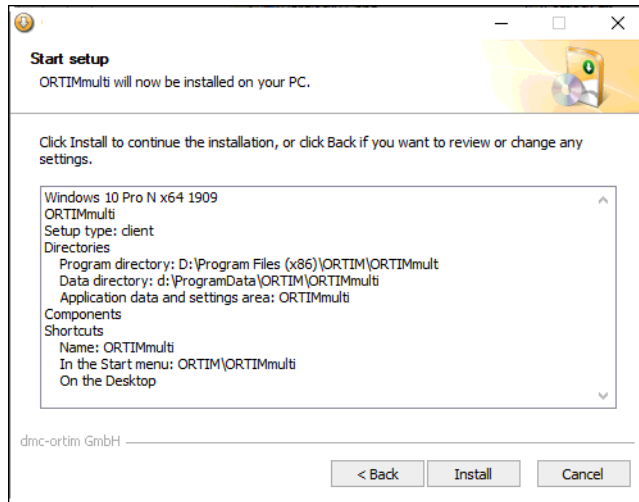 Start setup
ORTIMmulti will now be installed on your PC.
Click Install to continue the installation, or click Back if you want to review or change any
settings.
Windows 10 Pro N x64 1909
ORTIMmulti
Setup type: client
Directories
Program directory: D:\Program Files (x86)\ORTIM\ORTIMmult
Data directory: d:\ProgramData\ORTIM\ORTIMmulti
Application data and settings area: ORTIMmulti
Components
Shortcuts
Name: ORTIMmulti
In the Start menu: ORTIM\ORTIMmulti
On the Desktop
dmc-ortim GmbH
< Back Install Cancel